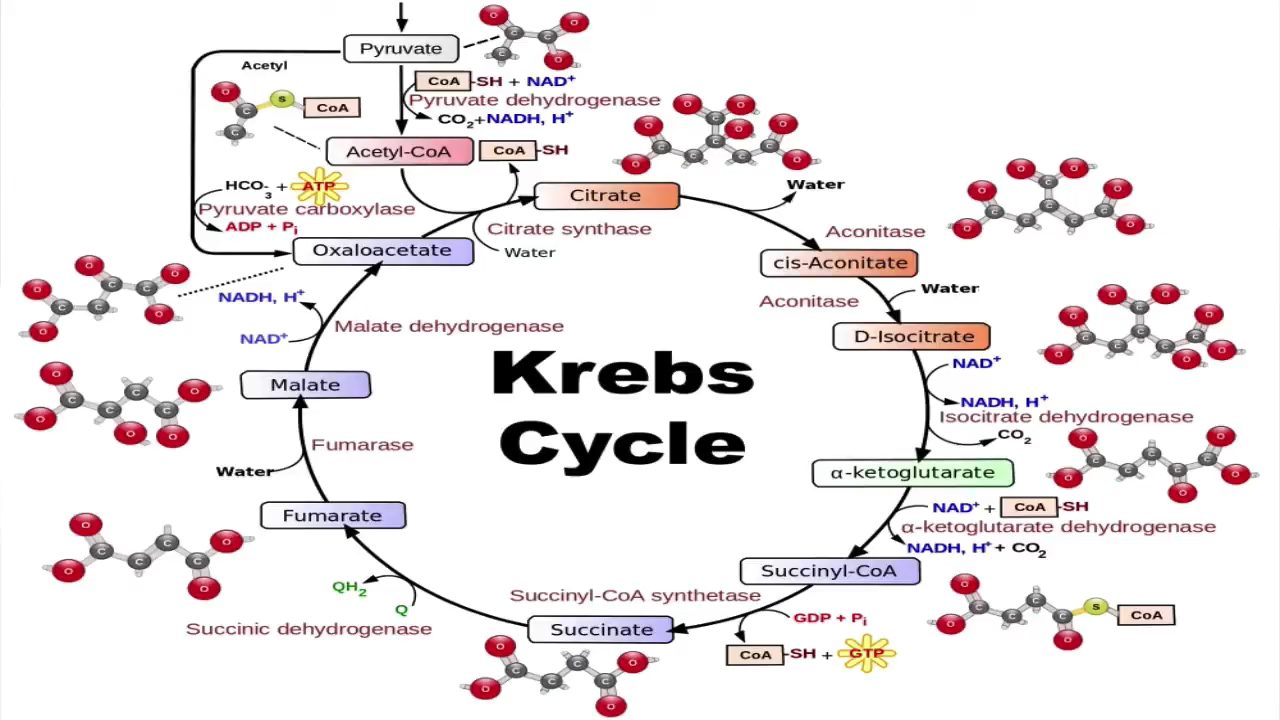 Pyruvate
Acetyl
CoA-SH + NAD+
Pyruvate dehydrogenase
CO2+NADH, H+
S CoA
Acetyl-CoA
CoA-SH
HCO3- + ATP
Pyruvate carboxylase
ADP + Pi
Citrate
Water
Citrate synthase
Water
Oxaloacetate
Aconitase
cis-Aconitate
Aconitase
Water
D-Isocitrate
NADH, H+
NAD+
Malate dehydrogenase
NAD+
NADH, H+
Isocitrate dehydrogenase
CO2
Krebs
Cycle
Malate
Fumarase
Water
α-ketoglutarate
NAD+ + CoA-SH
α-ketoglutarate dehydrogenase
NADH, H+ + CO2
Fumarate
Succinyl-CoA
S CoA
QH2
Q
Succinic dehydrogenase
Succinyl-CoA synthetase
GDP + Pi
Succinate
CoA-SH + GTP